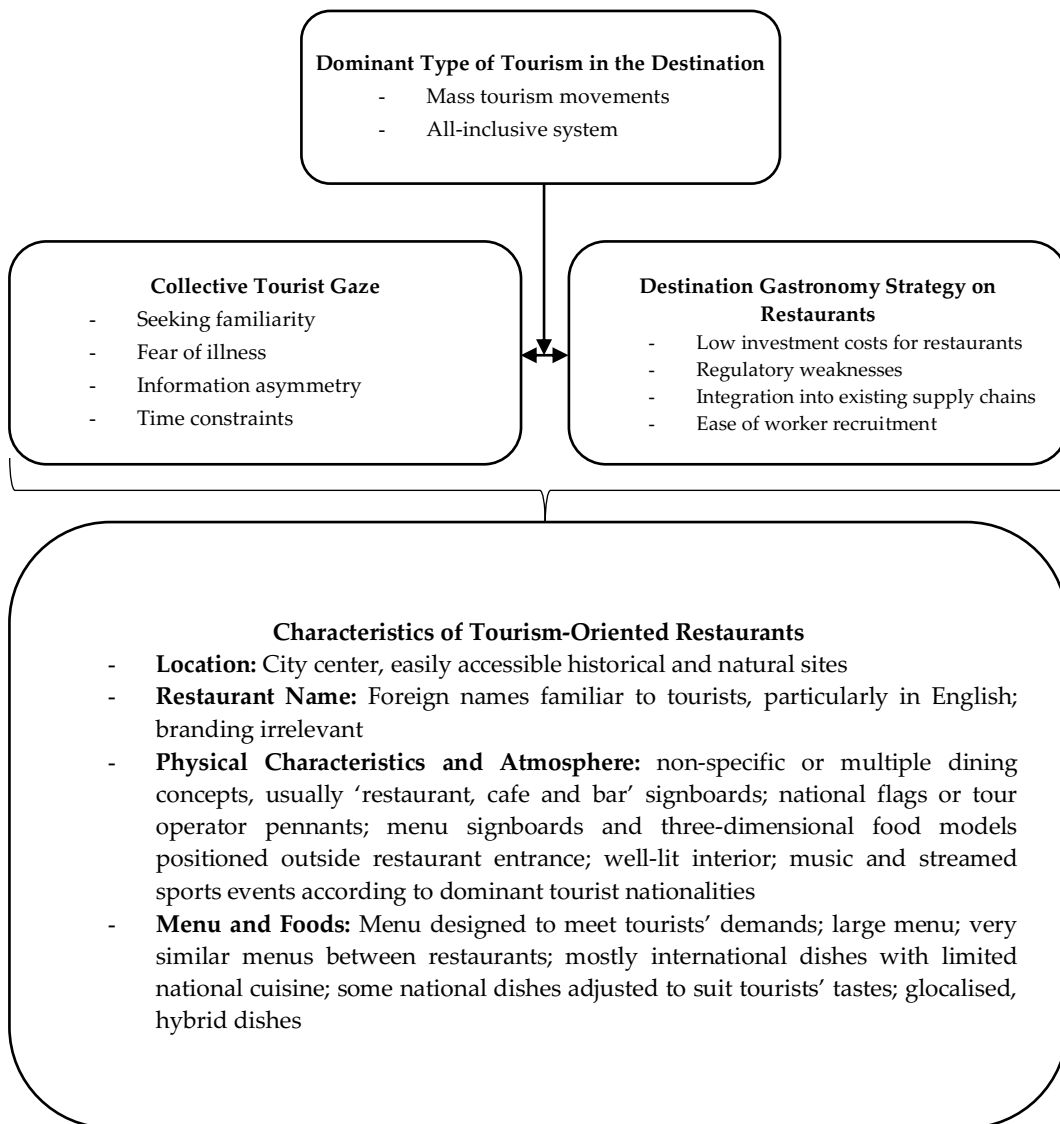 Dominant Type of Tourism in the Destination
- Mass tourism movements
- All-inclusive system
Collective Tourist Gaze
- Seeking familiarity
- Fear of illness
- Information asymmetry
- Time constraints
Destination Gastronomy Strategy on
Restaurants
- Low investment costs for restaurants
- Regulatory weaknesses
- Integration into existing supply chains
- Ease of worker recruitment
Characteristics of Tourism-Oriented Restaurants
- Location: City center, easily accessible historical and natural sites
- Restaurant Name: Foreign names familiar to tourists, particularly in English;
branding irrelevant
- Physical Characteristics and Atmosphere: non-specific or multiple dining
concepts, usually ‘restaurant, cafe and bar’ signboards; national flags or tour
operator pennants; menu signboards and three-dimensional food models
positioned outside restaurant entrance; well-lit interior; music and streamed
sports events according to dominant tourist nationalities
- Menu and Foods: Menu designed to meet tourists’ demands; large menu; very
similar menus between restaurants; mostly international dishes with limited
national cuisine; some national dishes adjusted to suit tourists’ tastes; glocalised,
hybrid dishes